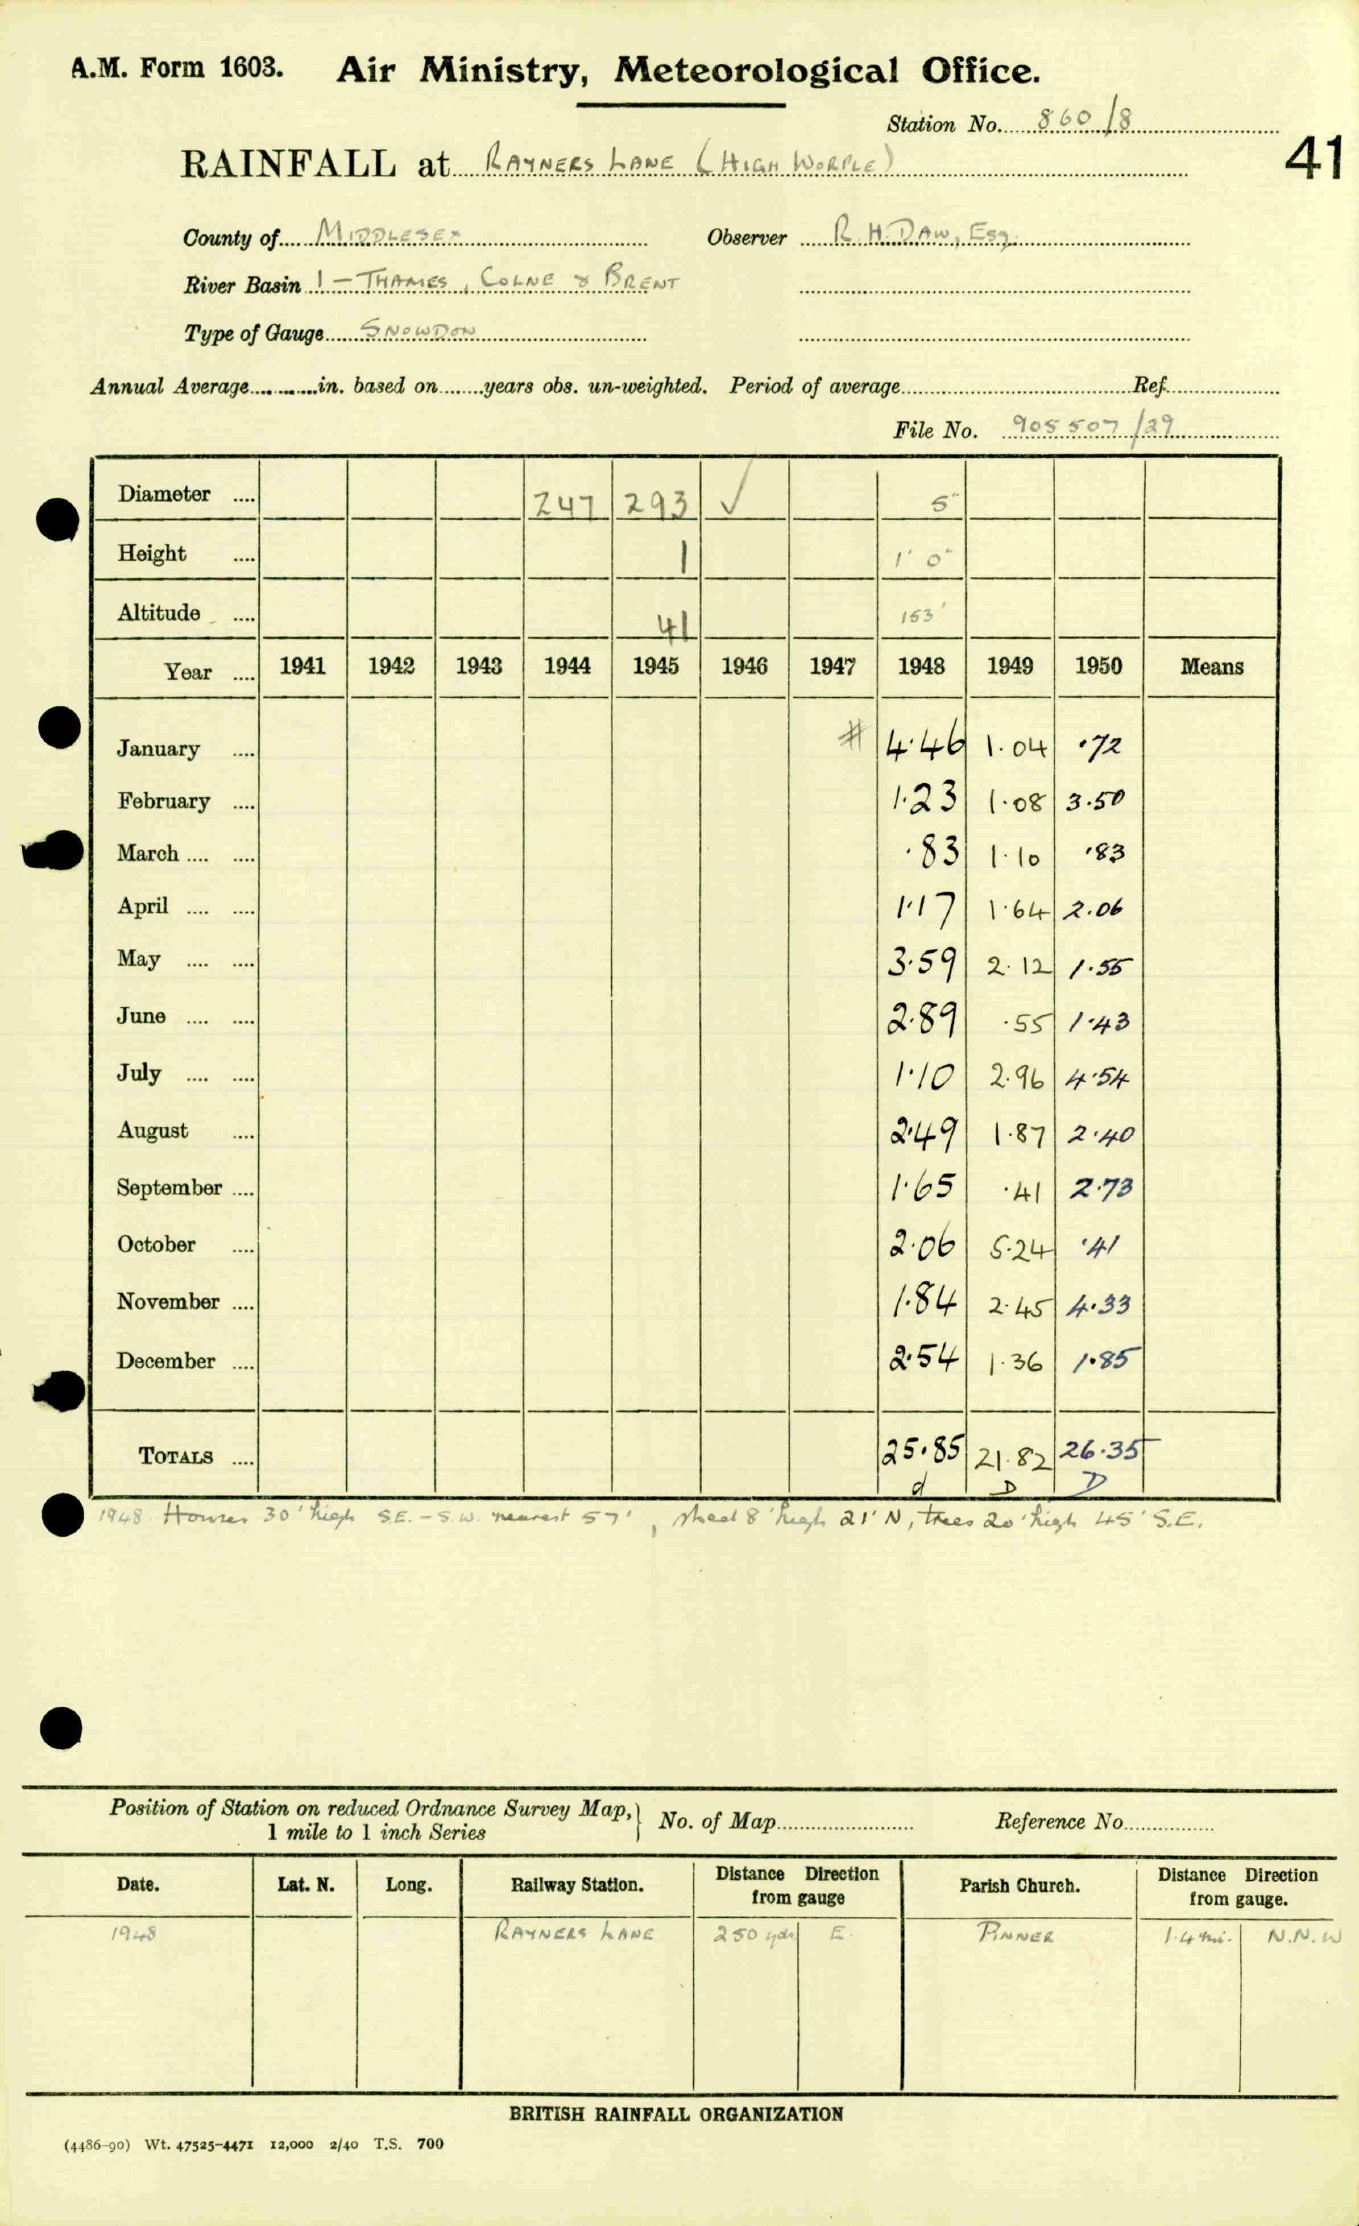 A.M. Form 1603. Air Ministry, Meteorological Office.
Station No. 860/8
41
RAINFALL at RAYNERS LANE (HIGH WORPLE)
County of MIDDLESEX Observer R. H. DAW, Esq.
River Basin 1 – THAMES, COLNE & BRENT
Type of Gauge SNOWDON
Annual Average in. based on years obs. un-weighted. Period of average Ref.
File No. 905507/29
Diameter 247 293 ✓ 5"
Height 1 1' 0"
Altitude 41 153'
Year 1941 1942 1943 1944 1945 1946 1947 1948 1949 1950 Means
January # 4.46 1.04 .72
February 1.23 1.08 3.50
March .83 1.10 .83
April 1.17 1.64 2.06
May 3.59 2.12 1.55
June 2.89 .55 1.43
July 1.10 2.96 4.54
August 2.49 1.87 2.40
September 1.65 .41 2.73
October 2.06 5.24 .41
November 1.84 2.45 4.33
December 2.54 1.36 1.85
TOTALS 25.85 21.82 26.35
d D D
1948. Houses 30' high S.E. – S.W. nearest 57', shed 8' high 21' N, trees 20' high 45' S.E.
Position of Station on reduced Ordnance Survey Map, 1 mile to 1 inch Series } No. of Map Reference No.
Date. Lat. N. Long. Railway Station. Distance Direction from gauge Parish Church. Distance Direction from gauge.
1948 RAYNERS LANE 250 yds. E. PINNER 1.4 mi. N.N.W
BRITISH RAINFALL ORGANIZATION
(4486-90) Wt. 47525-4471 12,000 2/40 T.S. 700